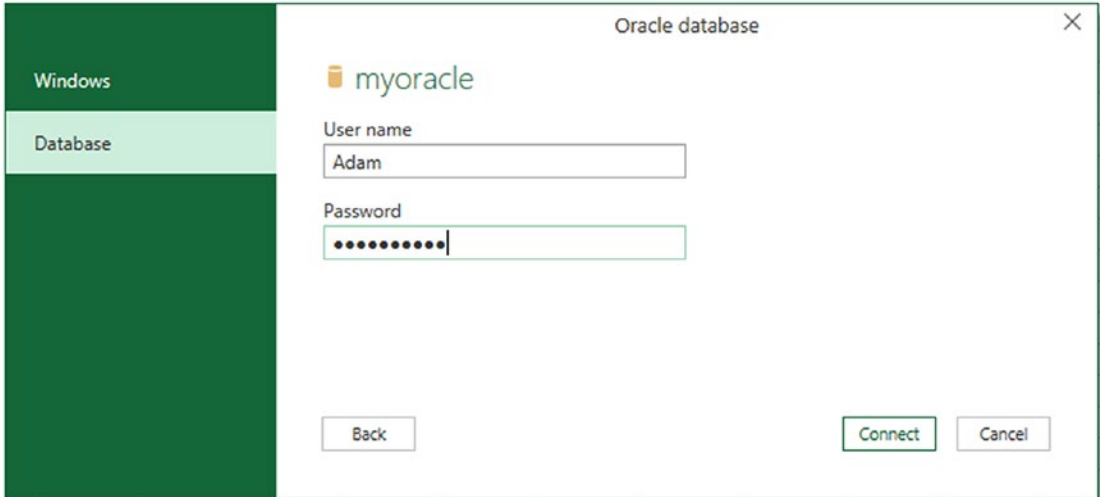 Oracle database
Windows
Database
myoracle
User name
Adam
Password
●●●●●●●●●●
Back
Connect
Cancel